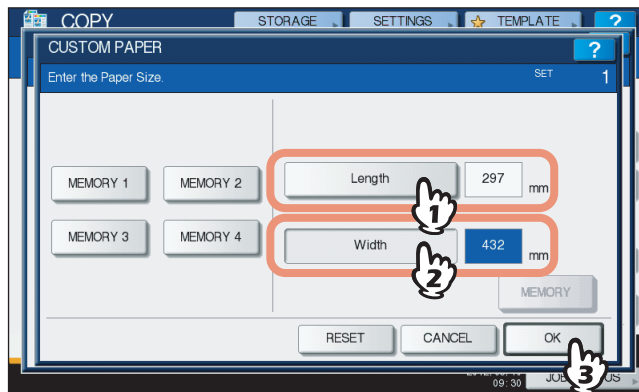 COPY STORAGE SETTINGS TEMPLATE ?
CUSTOM PAPER ?
Enter the Paper Size. SET 1
MEMORY 1 MEMORY 2 Length 297 mm
1
MEMORY 3 MEMORY 4 Width 432 mm
2
MEMORY
RESET CANCEL OK
3
09:30